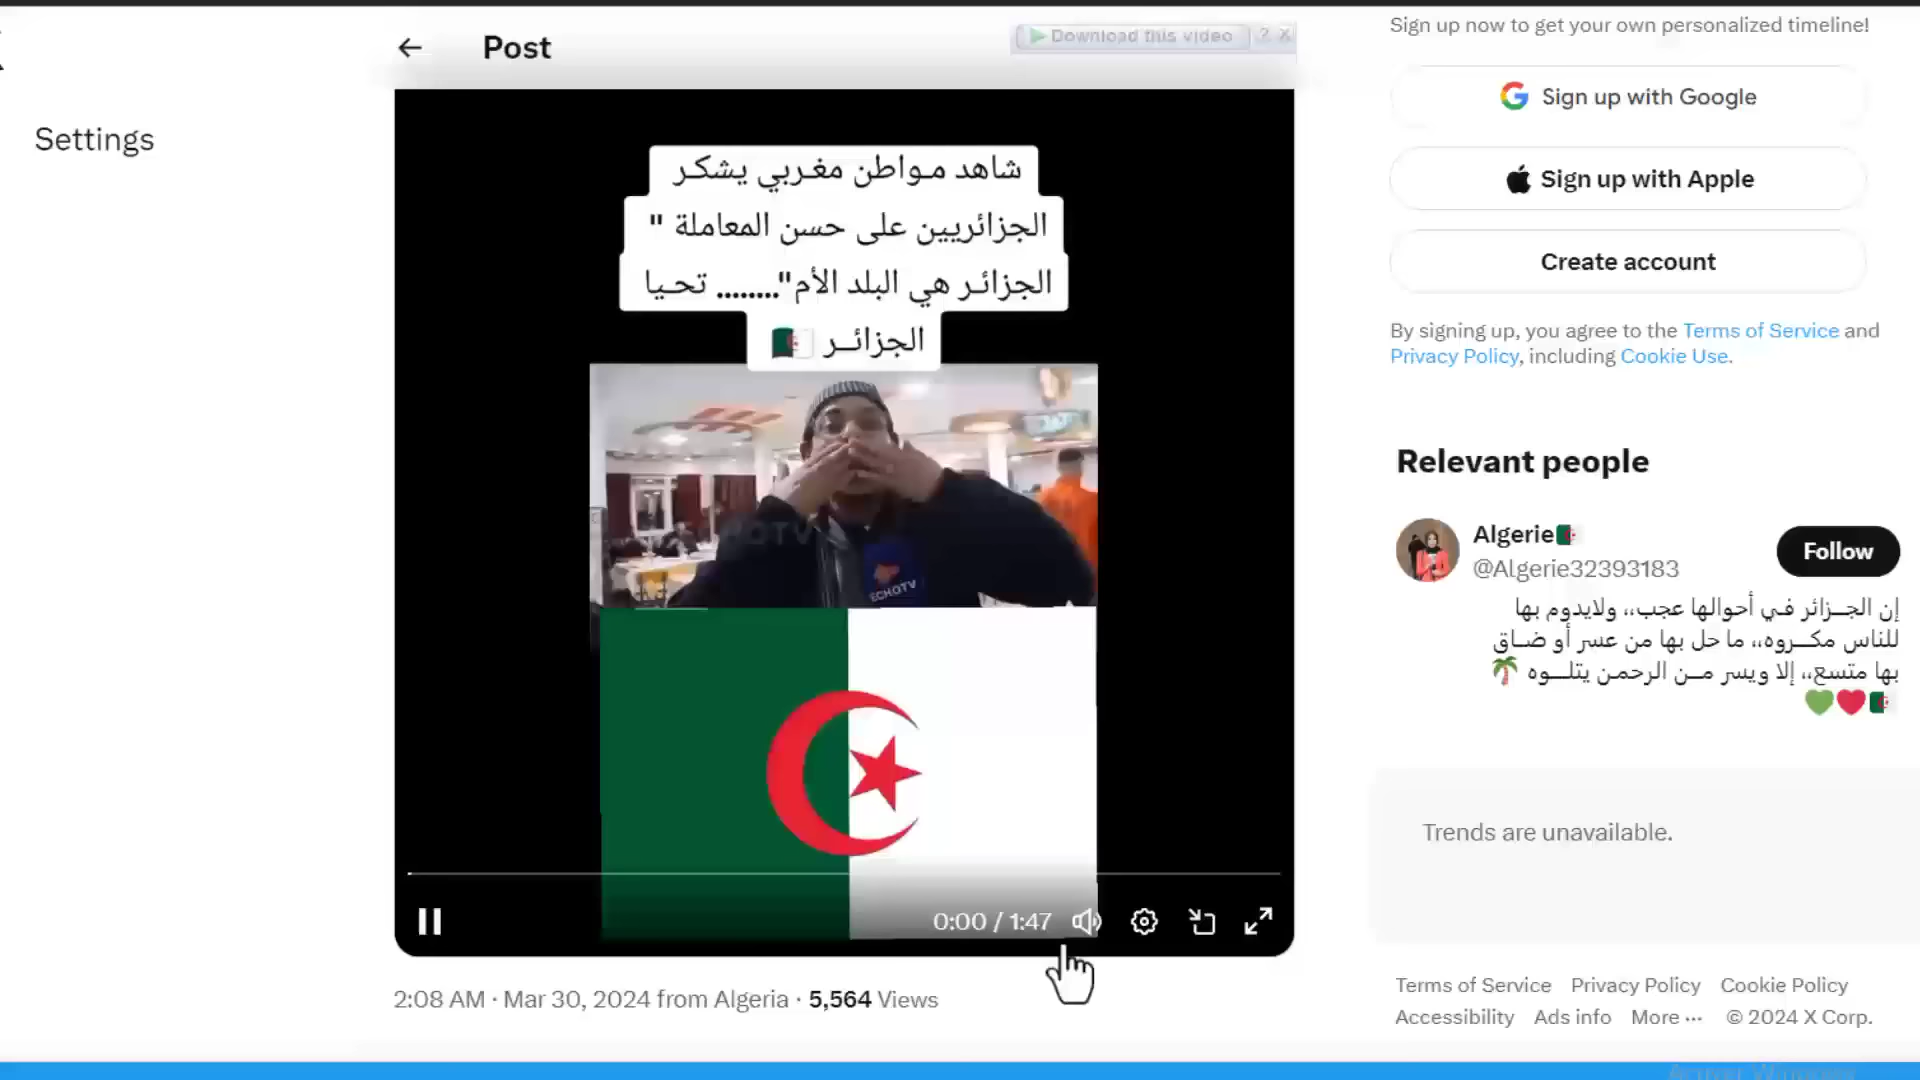 Post
Download this video
? X
Settings
شاهد مواطن مغربي يشكر
الجزائريين على حسن المعاملة "
الجزائر هي البلد الأم"........ تحيا
الجزائر 🇩🇿
ECHOTV
0:00 / 1:47
2:08 AM · Mar 30, 2024 from Algeria · 5,564 Views
Sign up now to get your own personalized timeline!
Sign up with Google
Sign up with Apple
Create account
By signing up, you agree to the Terms of Service and
Privacy Policy, including Cookie Use.
Relevant people
Algerie🇩🇿
@Algerie32393183
Follow
إن الجـــزائر في أحوالها عجب،، ولايدوم بها
للناس مكـــروه،، ما حل بها من عسر أو ضــاق
بها متسع،، إلا ويسر مــن الرحمن يتلـــوه 🌴
🇩🇿❤️💚
Trends are unavailable.
Terms of Service Privacy Policy Cookie Policy
Accessibility Ads info More ··· © 2024 X Corp.